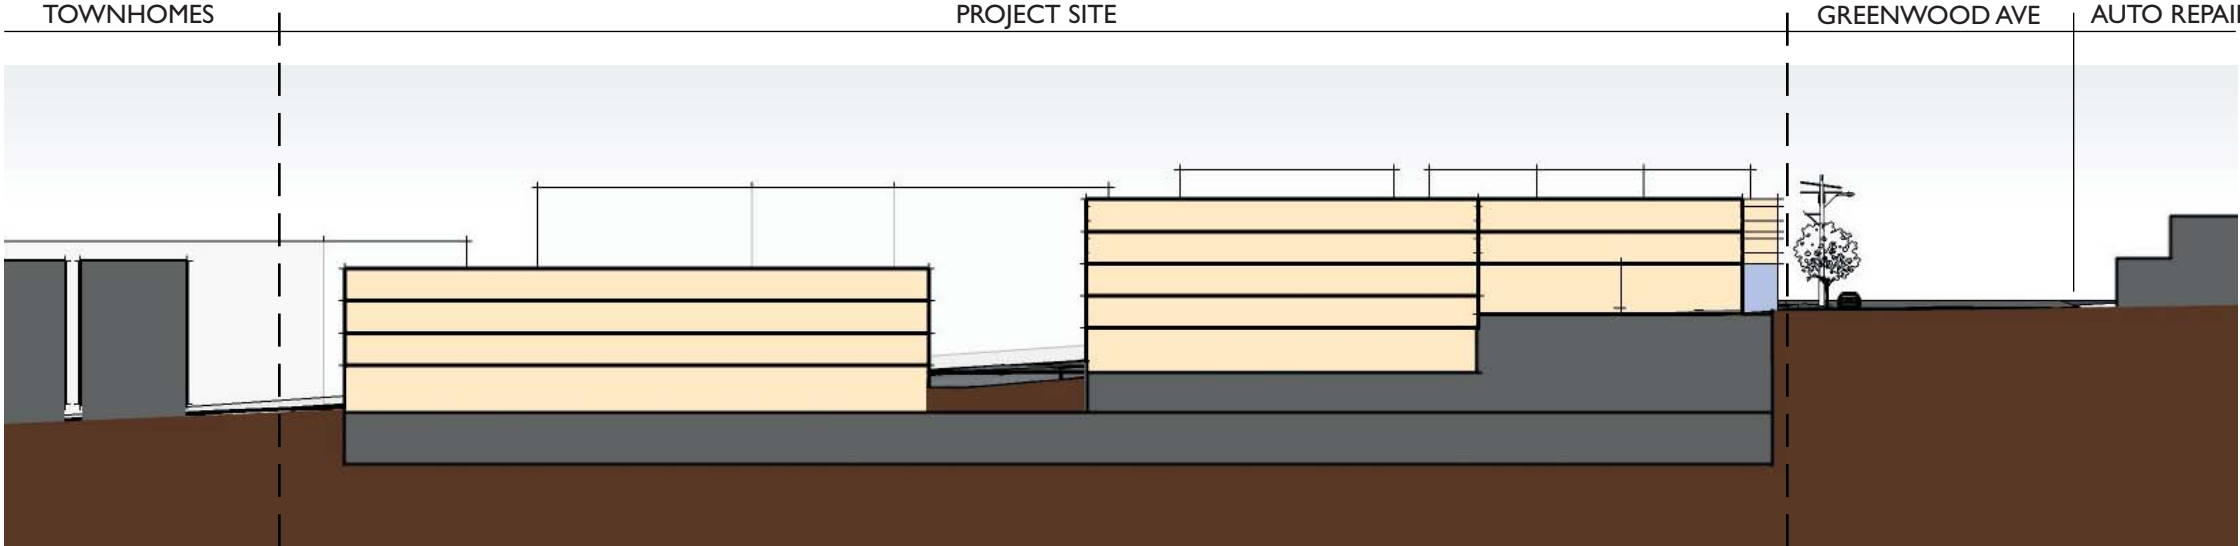 TOWNHOMES PROJECT SITE GREENWOOD AVE AUTO REPAI